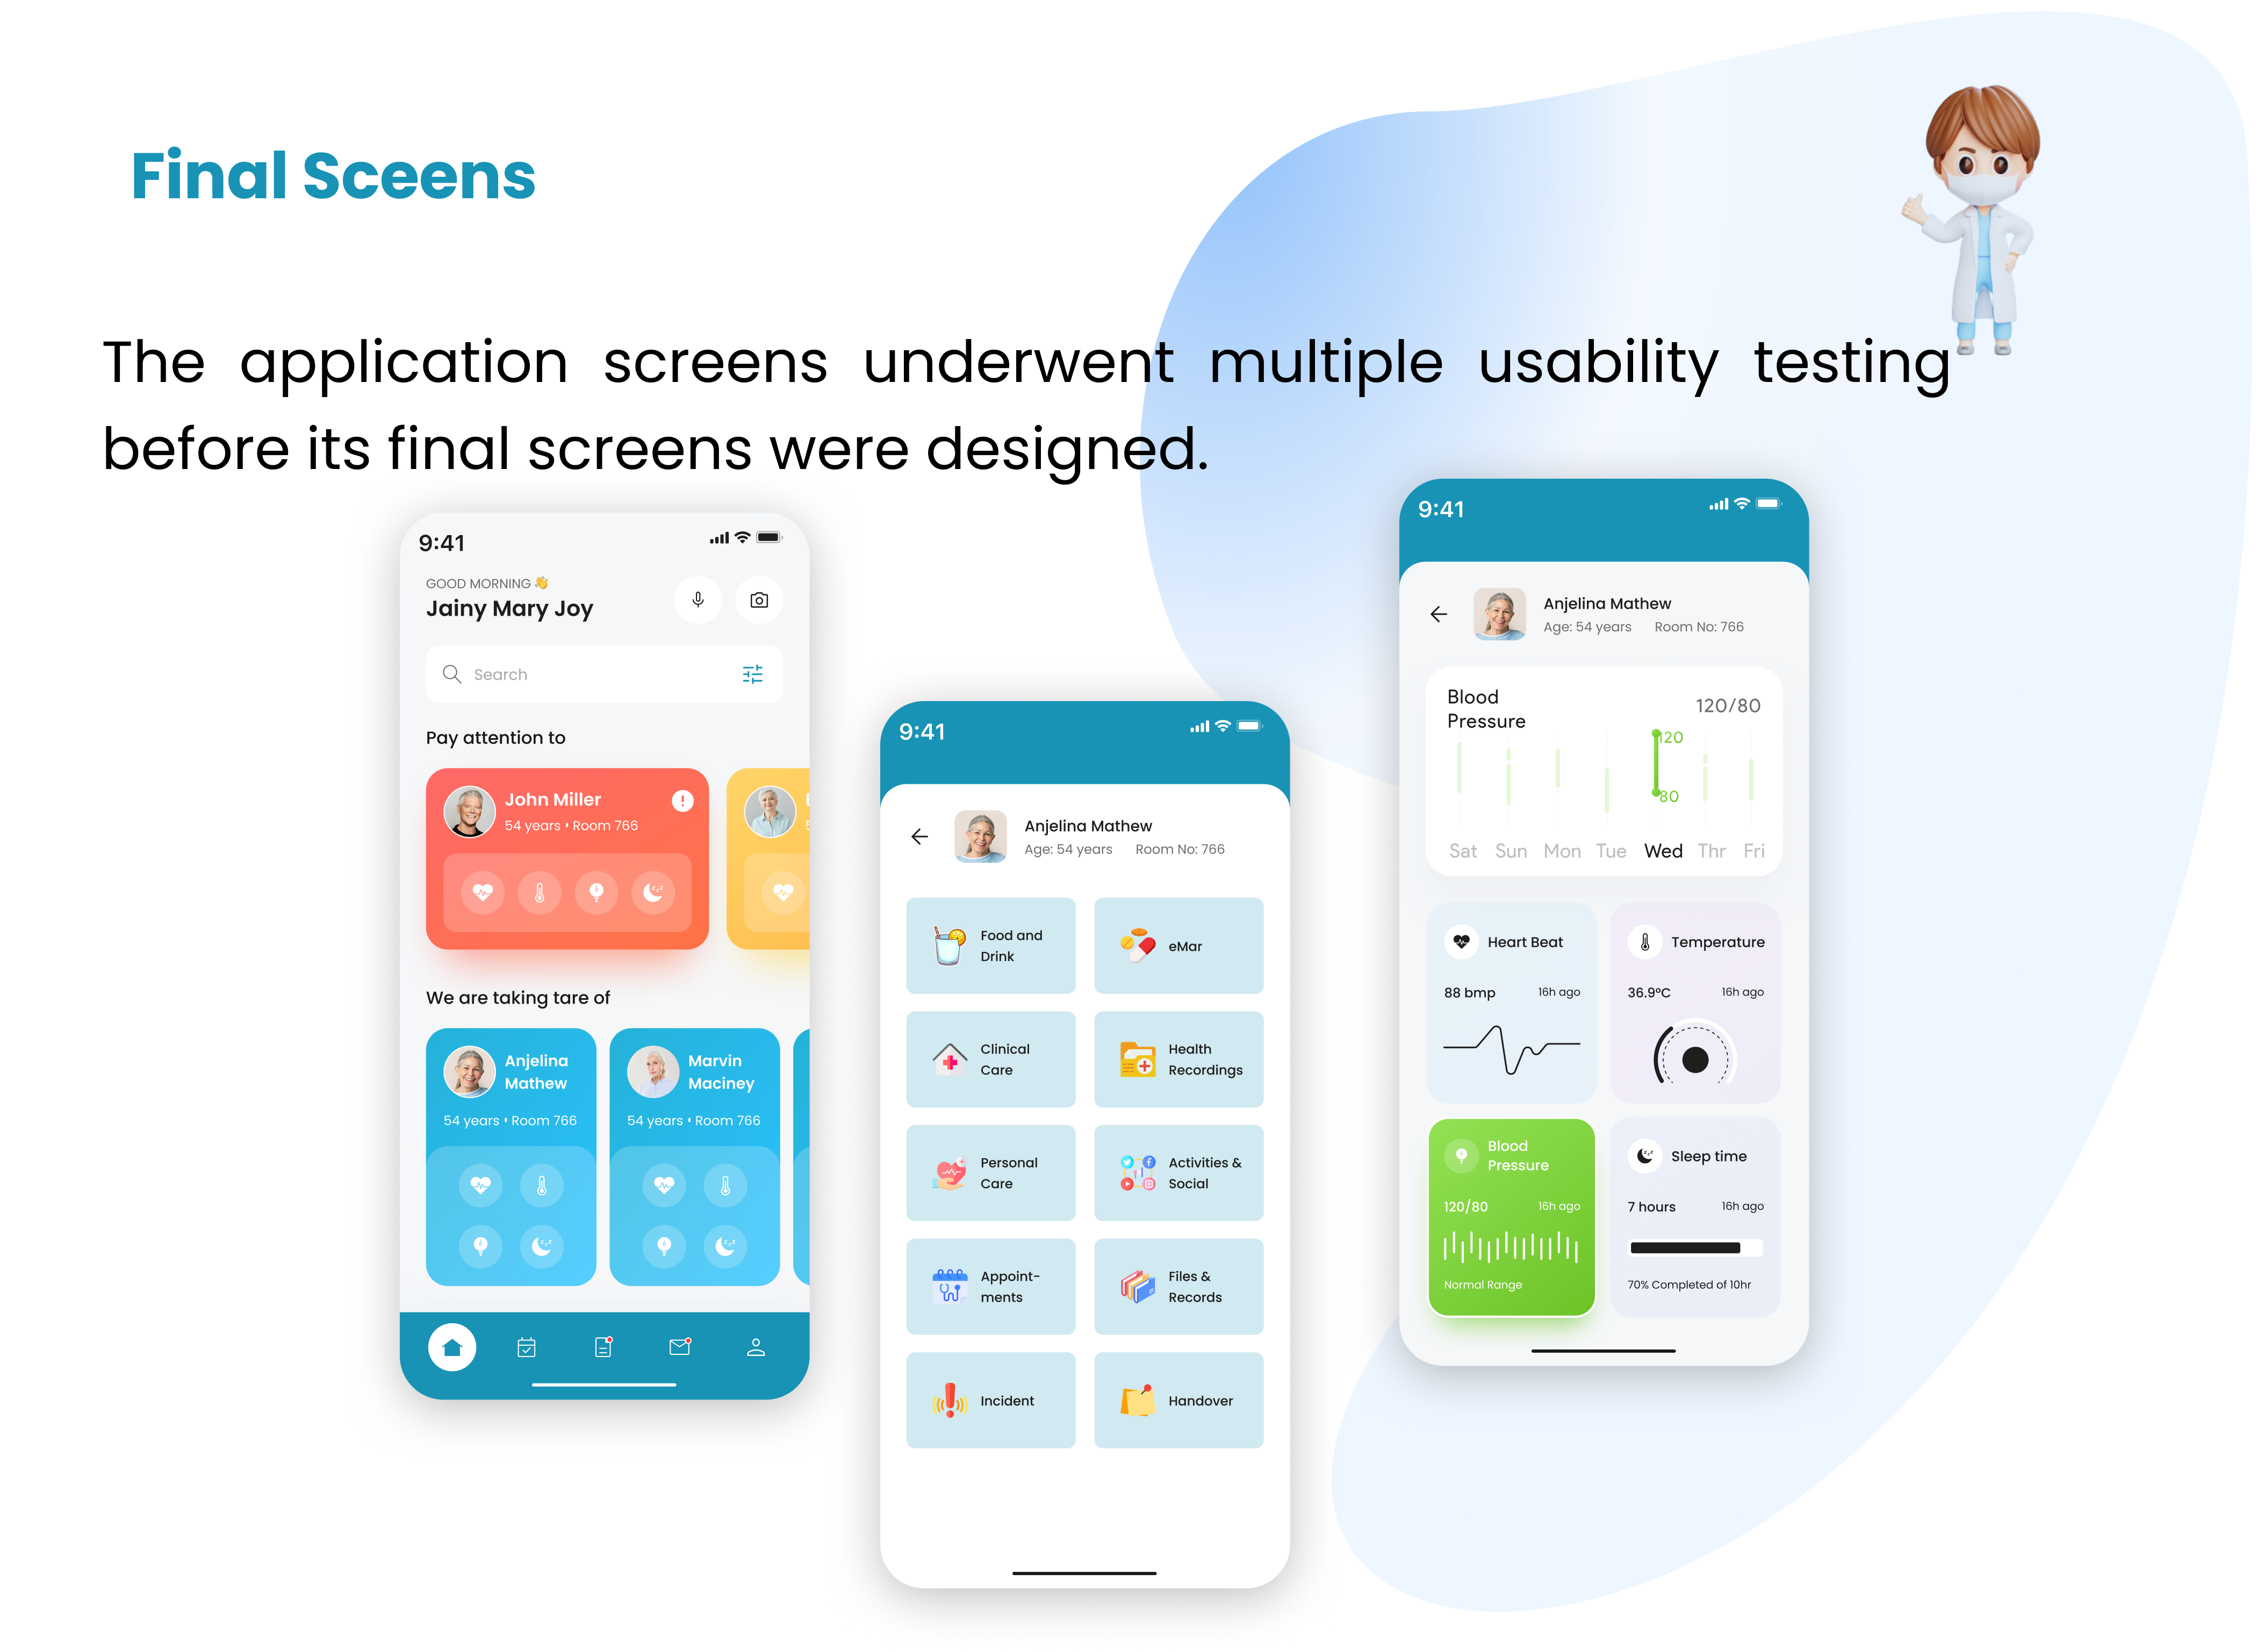 Final Sceens
The application screens underwent multiple usability testing
before its final screens were designed.
9:41
GOOD MORNING 👋
Jainy Mary Joy
Search
Pay attention to
John Miller
54 years • Room 766
We are taking tare of
Anjelina
Mathew
54 years • Room 766
Marvin
Maciney
54 years • Room 766
9:41
Anjelina Mathew
Age: 54 years Room No: 766
Food and
Drink
eMar
Clinical
Care
Health
Recordings
Personal
Care
Activities &
Social
Appoint-
ments
Files &
Records
Incident
Handover
9:41
Anjelina Mathew
Age: 54 years Room No: 766
Blood
Pressure
120/80
120
80
Sat Sun Mon Tue Wed Thr Fri
Heart Beat
88 bmp 16h ago
Temperature
36.9°C 16h ago
Blood
Pressure
120/80 16h ago
Normal Range
Sleep time
7 hours 16h ago
70% Completed of 10hr